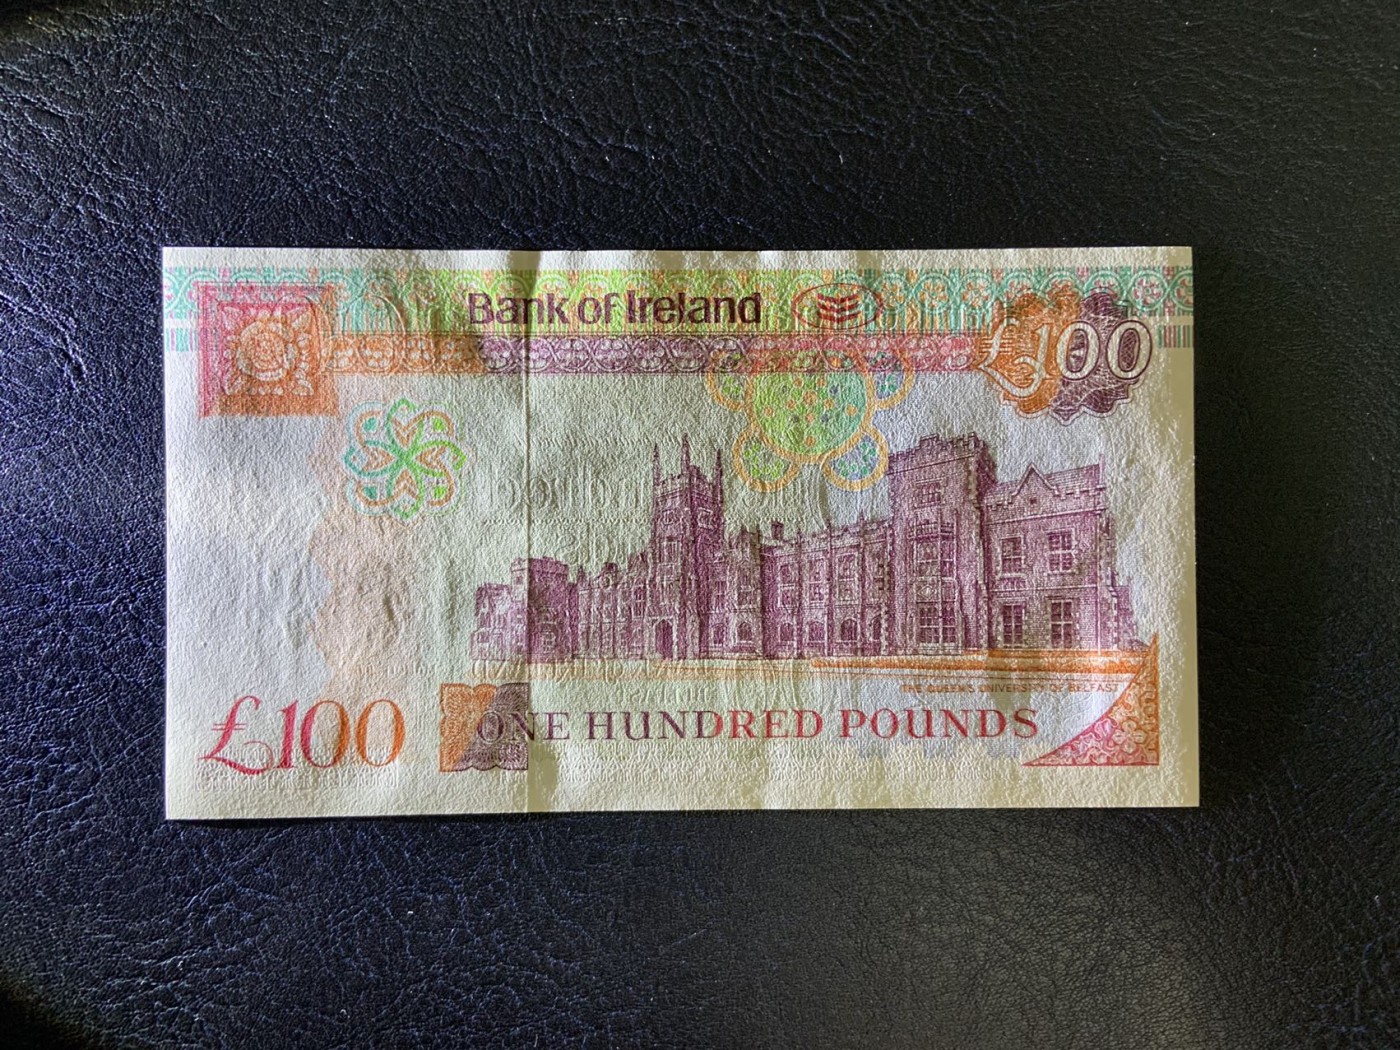 Bank of Ireland
£100
THE QUEEN'S UNIVERSITY OF BELFAST
£100
ONE HUNDRED POUNDS